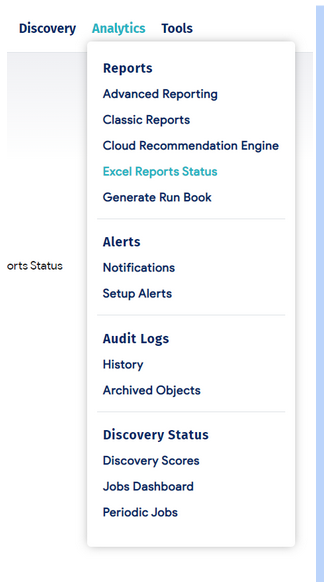 Discovery Analytics Tools
Reports
Advanced Reporting
Classic Reports
Cloud Recommendation Engine
Excel Reports Status
Generate Run Book
Alerts
orts Status
Notifications
Setup Alerts
Audit Logs
History
Archived Objects
Discovery Status
Discovery Scores
Jobs Dashboard
Periodic Jobs